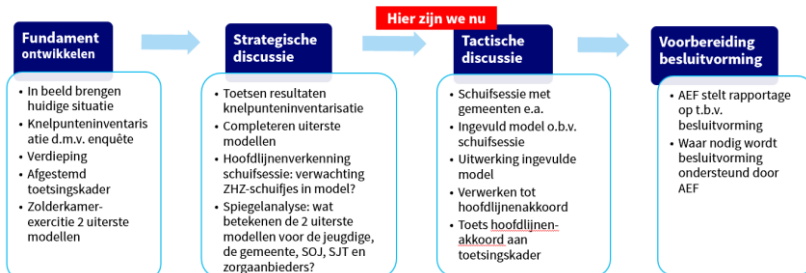 Hier zijn we nu
Fundament
ontwikkelen
• In beeld brengen
huidige situatie
• Knelpunteninventaris
atie d.m.v. enquête
• Verdieping
• Afgestemd
toetsingskader
• Zolderkamer-
exercitie 2 uiterste
modellen
Strategische
discussie
• Toetsen resultaten
knelpunteninventarisatie
• Completeren uiterste
modellen
• Hoofdlijnenverkenning
schuifsessie: verwachting
ZHZ-schuifjes in model?
• Spiegelanalyse: wat
betekenen de 2 uiterste
modellen voor de jeugdige,
de gemeente, SOJ, SJT en
zorgaanbieders?
Tactische
discussie
• Schuifsessie met
gemeenten e.a.
• Ingevuld model o.b.v.
schuifsessie
• Uitwerking ingevulde
model
• Verwerken tot
hoofdlijnenakkoord
• Toets hoofdlijnen-
akkoord aan
toetsingskader
Voorbereiding
besluitvorming
• AEF stelt rapportage
op t.b.v.
besluitvorming
• Waar nodig wordt
besluitvorming
ondersteund door
AEF